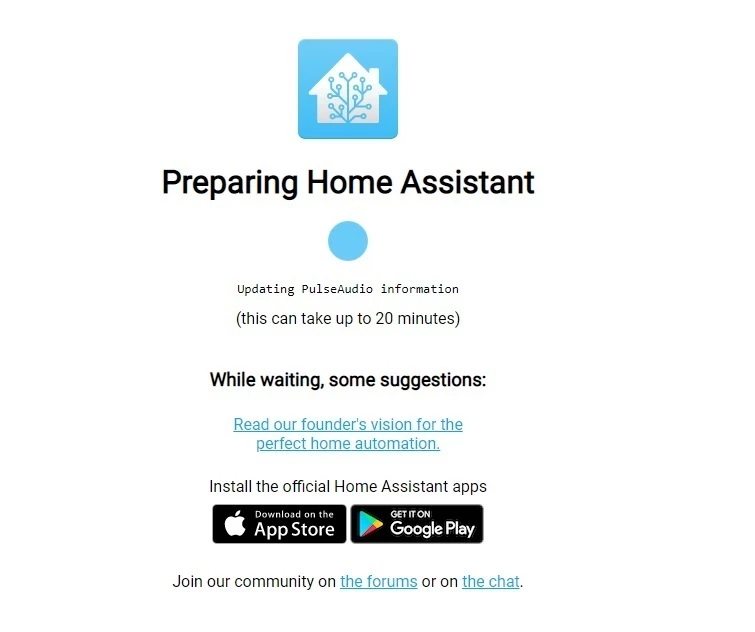 Preparing Home Assistant
Updating PulseAudio information
(this can take up to 20 minutes)
While waiting, some suggestions:
Read our founder's vision for the
perfect home automation.
Install the official Home Assistant apps
Download on the
App Store
GET IT ON
Google Play
Join our community on the forums or on the chat.